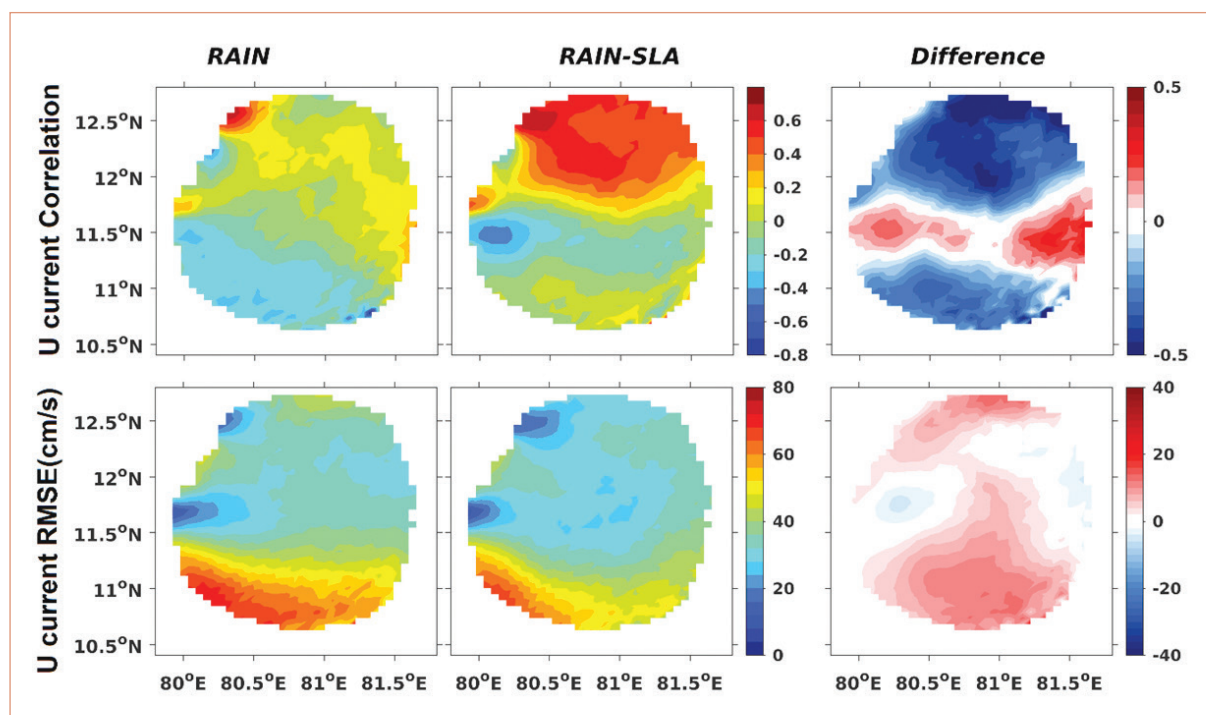 RAIN RAIN-SLA Difference
U current Correlation
12.5°N
12°N
11.5°N
11°N
10.5°N
0.6
0.4
0.2
0
-0.2
-0.4
-0.6
-0.8
0.5
0
-0.5
U current RMSE(cm/s)
12.5°N
12°N
11.5°N
11°N
10.5°N
80
60
40
20
0
40
20
0
-20
-40
80°E 80.5°E 81°E 81.5°E
80°E 80.5°E 81°E 81.5°E
80°E 80.5°E 81°E 81.5°E